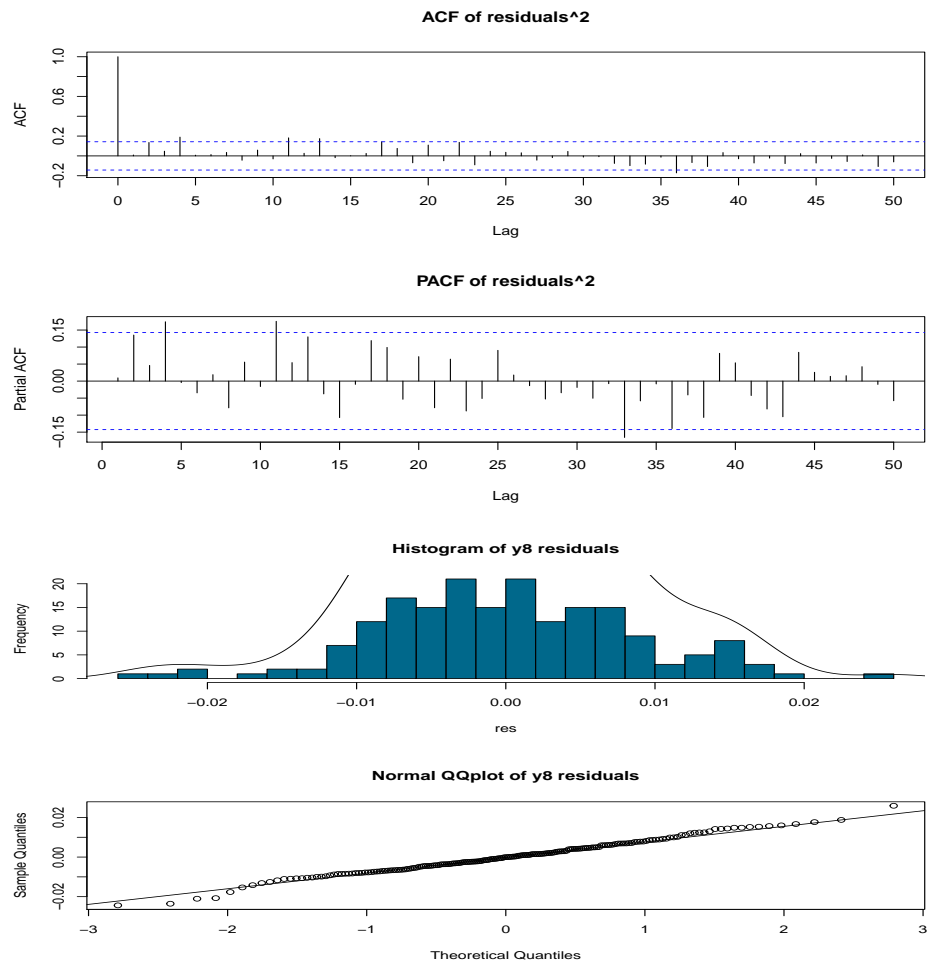 ACF of residuals^2
ACF
1.0
0.6
0.2
−0.2
0 5 10 15 20 25 30 35 40 45 50
Lag
PACF of residuals^2
Partial ACF
0.15
0.00
−0.15
0 5 10 15 20 25 30 35 40 45 50
Lag
Histogram of y8 residuals
Frequency
20
15
10
5
0
−0.02 −0.01 0.00 0.01 0.02
res
Normal QQplot of y8 residuals
Sample Quantiles
0.02
0.00
−0.02
−3 −2 −1 0 1 2 3
Theoretical Quantiles